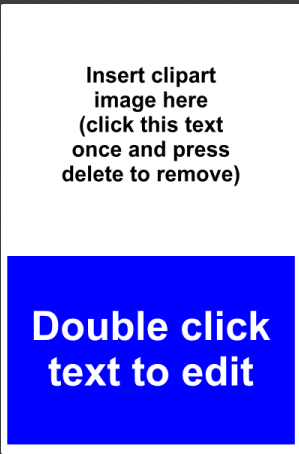 Insert clipart
image here
(click this text
once and press
delete to remove)
Double click
text to edit